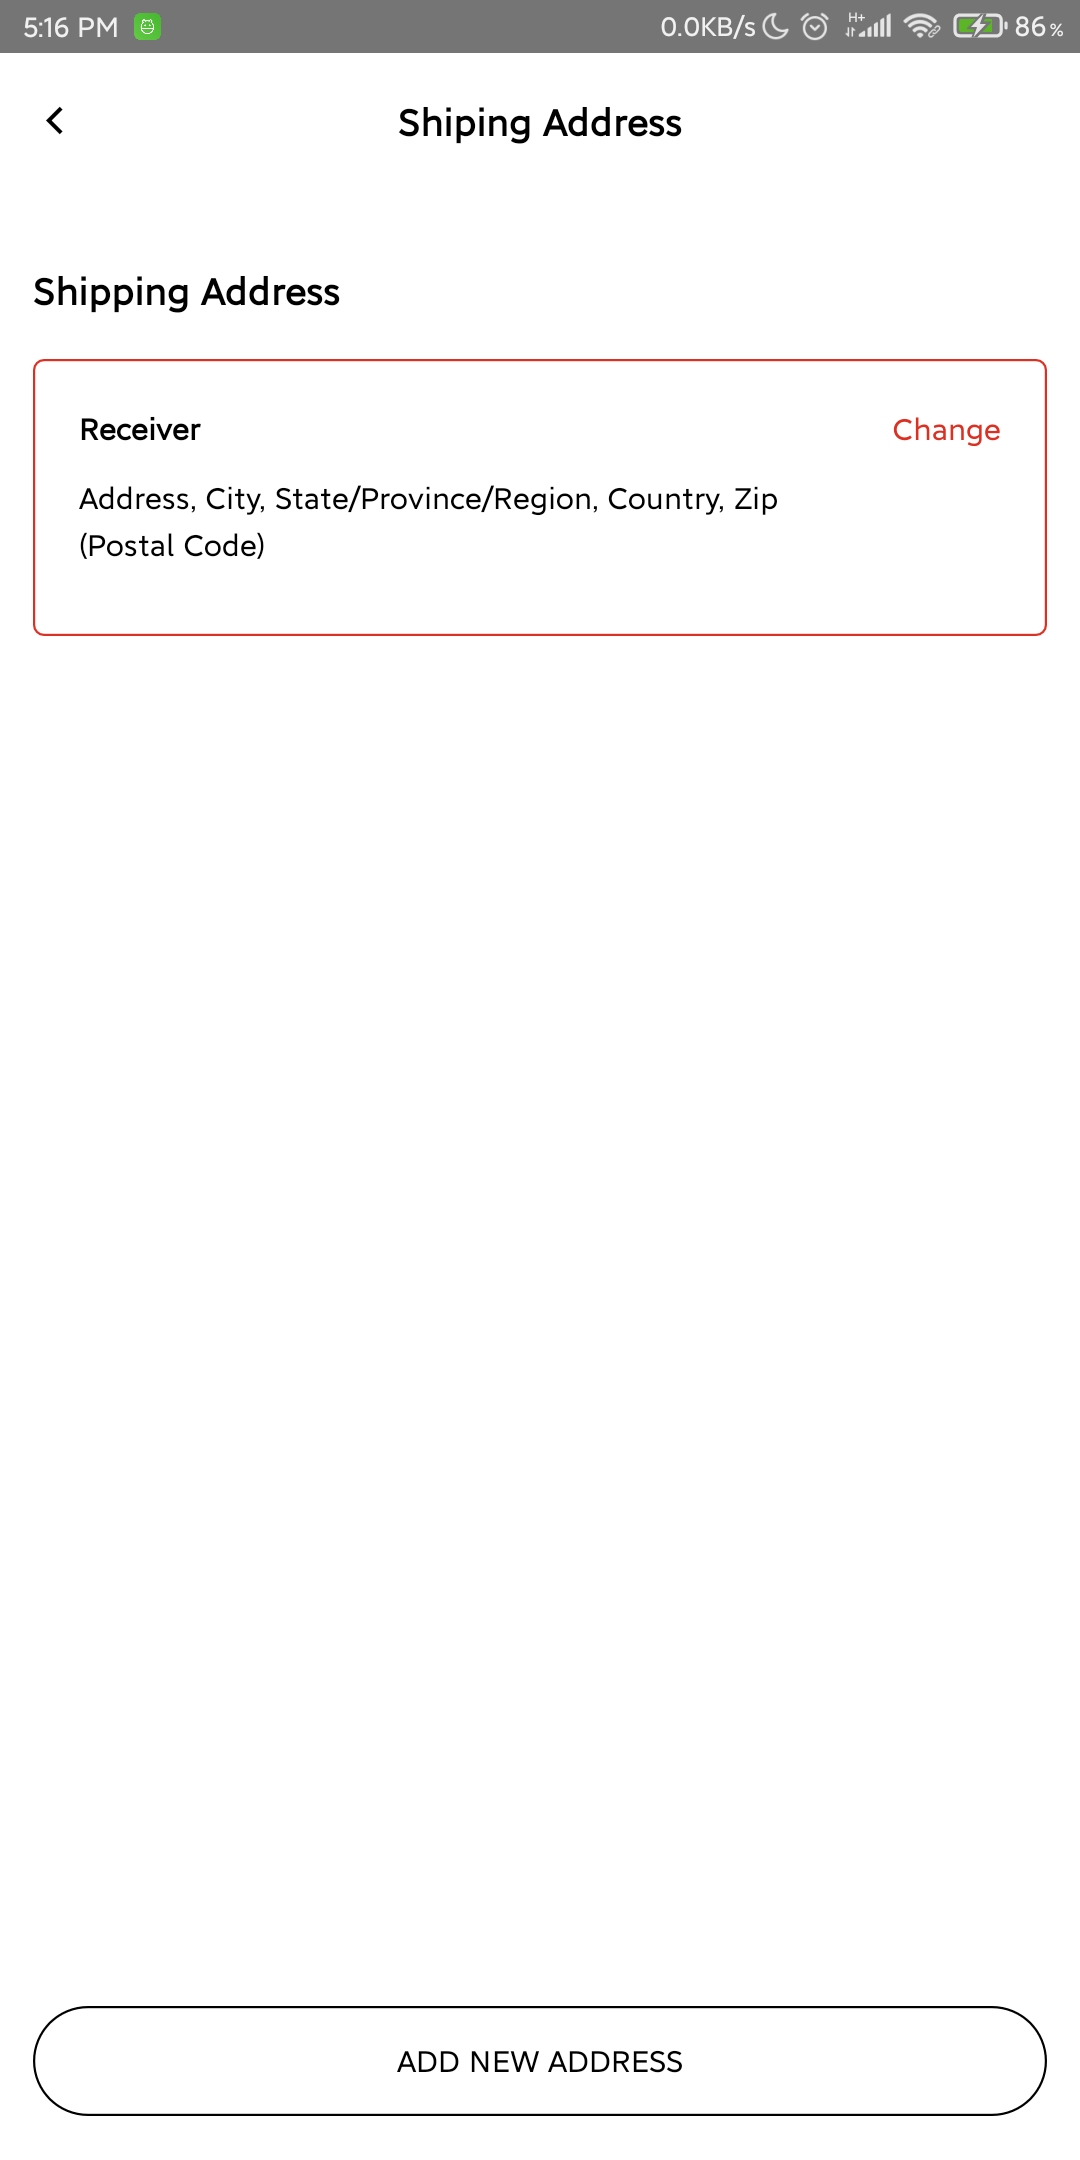 5:16 PM 0.0KB/s H+ 86%
Shiping Address
Shipping Address
Receiver Change
Address, City, State/Province/Region, Country, Zip
(Postal Code)
ADD NEW ADDRESS